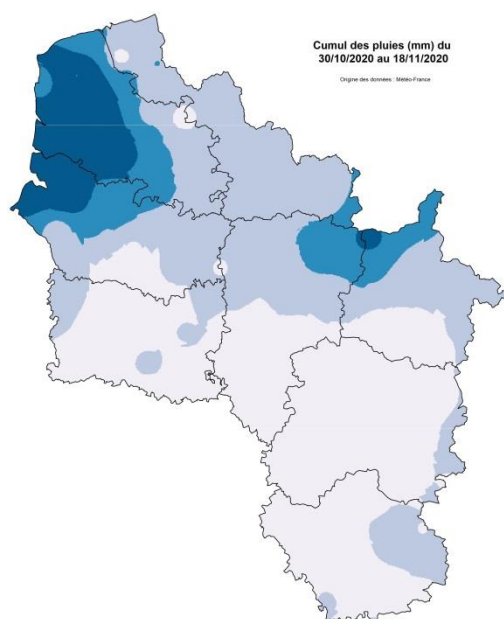 Cumul des pluies (mm) du
30/10/2020 au 18/11/2020
Origine des données : Météo-France